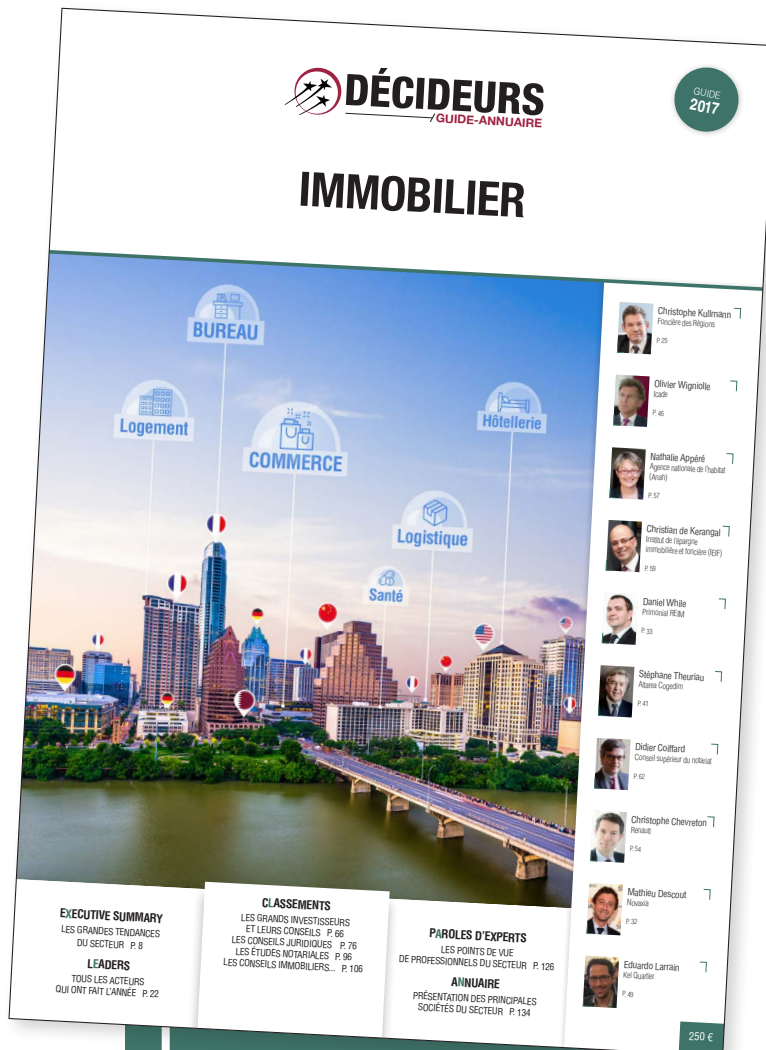 DÉCIDEURS
/GUIDE-ANNUAIRE
GUIDE
2017
IMMOBILIER
BUREAU
Logement
COMMERCE
Hôtellerie
Logistique
Santé
Christophe Kullmann
Foncière des Régions
P. 25
Olivier Wigniolle
Icade
P. 46
Nathalie Appéré
Agence nationale de l'habitat
(Anah)
P. 57
Christian de Kerangal
Institut de l'épargne
immobilière et foncière (IEIF)
P. 59
Daniel While
Primonial REIM
P. 33
Stéphane Theuriau
Altarea Cogedim
P. 41
Didier Coiffard
Conseil supérieur du notariat
P. 62
Christophe Chevreton
Renault
P. 54
Mathieu Descout
Novaxia
P. 32
Eduardo Larrain
Kel Quartier
P. 49
EXECUTIVE SUMMARY
LES GRANDES TENDANCES
DU SECTEUR P. 8
LEADERS
TOUS LES ACTEURS
QUI ONT FAIT L'ANNÉE P. 22
CLASSEMENTS
LES GRANDS INVESTISSEURS
ET LEURS CONSEILS P. 66
LES CONSEILS JURIDIQUES P. 76
LES ÉTUDES NOTARIALES P. 96
LES CONSEILS IMMOBILIERS... P. 106
PAROLES D'EXPERTS
LES POINTS DE VUE
DE PROFESSIONNELS DU SECTEUR P. 126
ANNUAIRE
PRÉSENTATION DES PRINCIPALES
SOCIÉTÉS DU SECTEUR P. 134
250 €